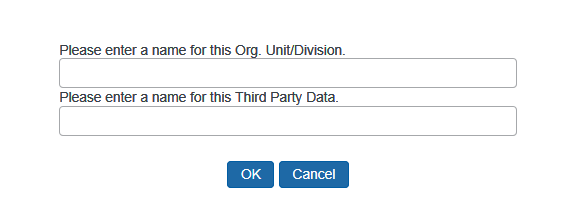 Please enter a name for this Org. Unit/Division.
Please enter a name for this Third Party Data.
OK Cancel